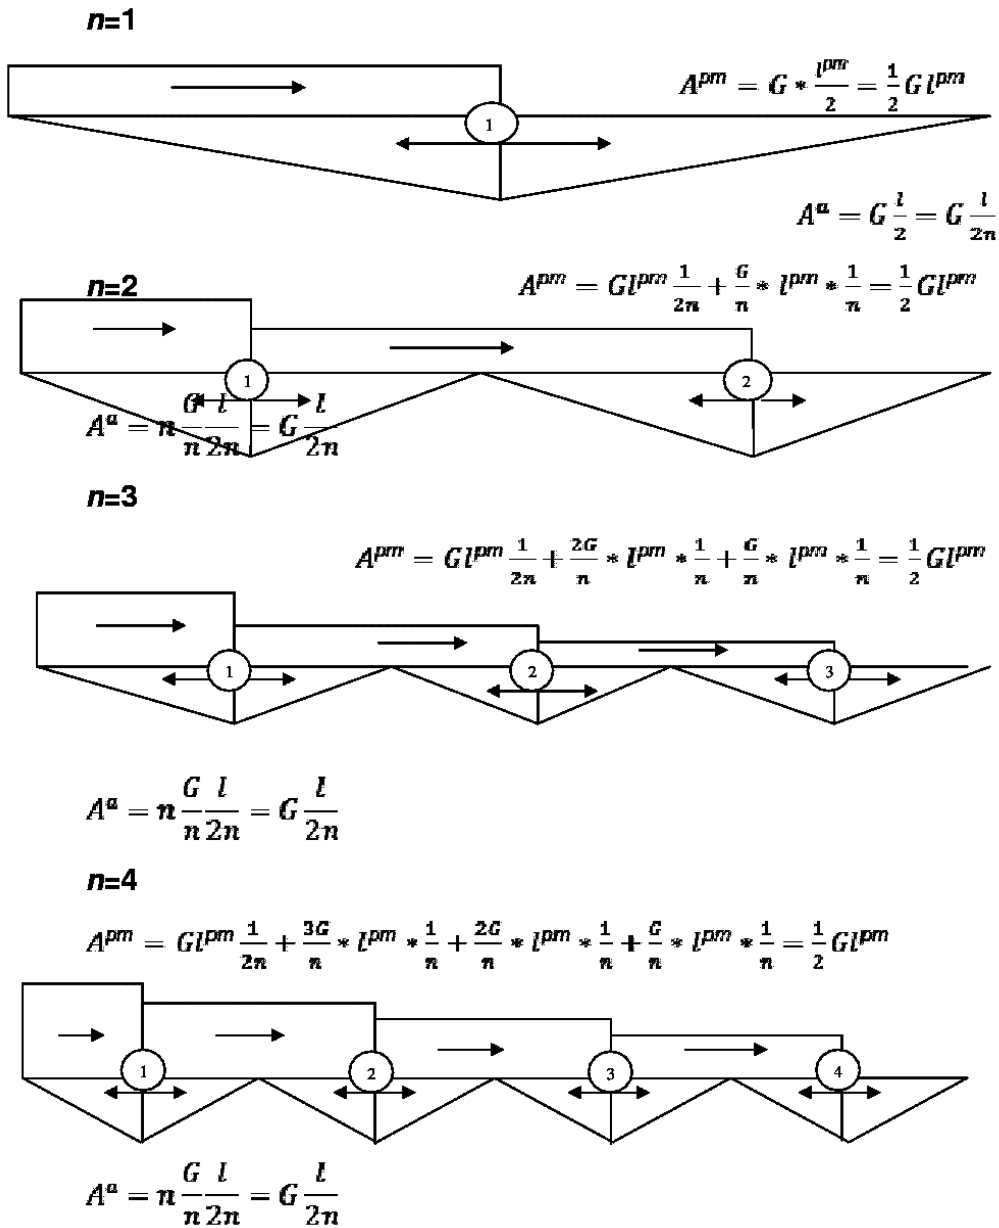 n=1
A^pm = G * l^pm/2 = 1/2 G l^pm
1
A^a = G l/2 = G l/2n
n=2
A^pm = Gl^pm 1/2n + G/n * l^pm * 1/n = 1/2 Gl^pm
1 2
A^a = n G/n l/2n = G l/2n
n=3
A^pm = Gl^pm 1/2n + 2G/n * l^pm * 1/n + G/n * l^pm * 1/n = 1/2 Gl^pm
1 2 3
A^a = n G/n l/2n = G l/2n
n=4
A^pm = Gl^pm 1/2n + 3G/n * l^pm * 1/n + 2G/n * l^pm * 1/n + G/n * l^pm * 1/n = 1/2 Gl^pm
1 2 3 4
A^a = n G/n l/2n = G l/2n